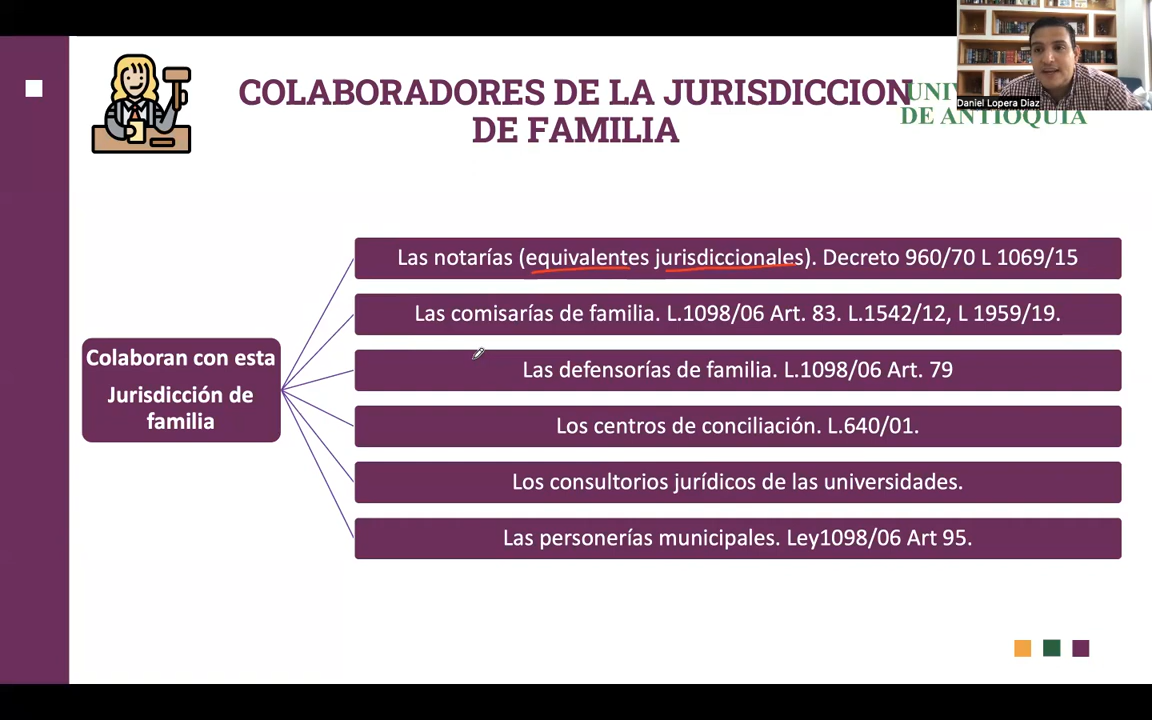 COLABORADORES DE LA JURISDICCION
DE FAMILIA
DE ANTIOQUIA
Daniel Lopera Diaz
Colaboran con esta
Jurisdicción de
familia
Las notarías (equivalentes jurisdiccionales). Decreto 960/70 L 1069/15
Las comisarías de familia. L.1098/06 Art. 83. L.1542/12, L 1959/19.
Las defensorías de familia. L.1098/06 Art. 79
Los centros de conciliación. L.640/01.
Los consultorios jurídicos de las universidades.
Las personerías municipales. Ley1098/06 Art 95.